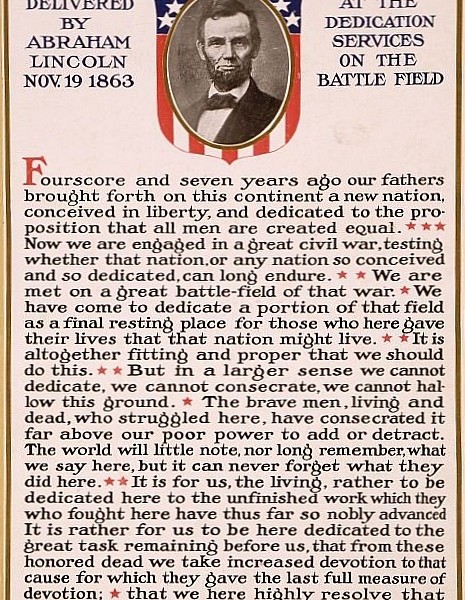 DELIVERED
BY
ABRAHAM
LINCOLN
NOV. 19 1863
AT THE
DEDICATION
SERVICES
ON THE
BATTLE FIELD
Fourscore and seven years ago our fathers
brought forth on this continent a new nation,
conceived in liberty, and dedicated to the pro-
position that all men are created equal. ★★★
Now we are engaged in a great civil war, testing
whether that nation, or any nation so conceived
and so dedicated, can long endure. ★ ★ We are
met on a great battle-field of that war. ★ We
have come to dedicate a portion of that field
as a final resting place for those who here gave
their lives that that nation might live. ★ ★ It is
altogether fitting and proper that we should
do this. ★★ But in a larger sense we cannot
dedicate, we cannot consecrate, we cannot hal-
low this ground. ★ The brave men, living and
dead, who struggled here, have consecrated it
far above our poor power to add or detract.
The world will little note, nor long remember, what
we say here, but it can never forget what they
did here. ★★ It is for us, the living, rather to be
dedicated here to the unfinished work which they
who fought here have thus far so nobly advanced
It is rather for us to be here dedicated to the
great task remaining before us, that from these
honored dead we take increased devotion to that
cause for which they gave the last full measure of
devotion; ★ that we here highly resolve that